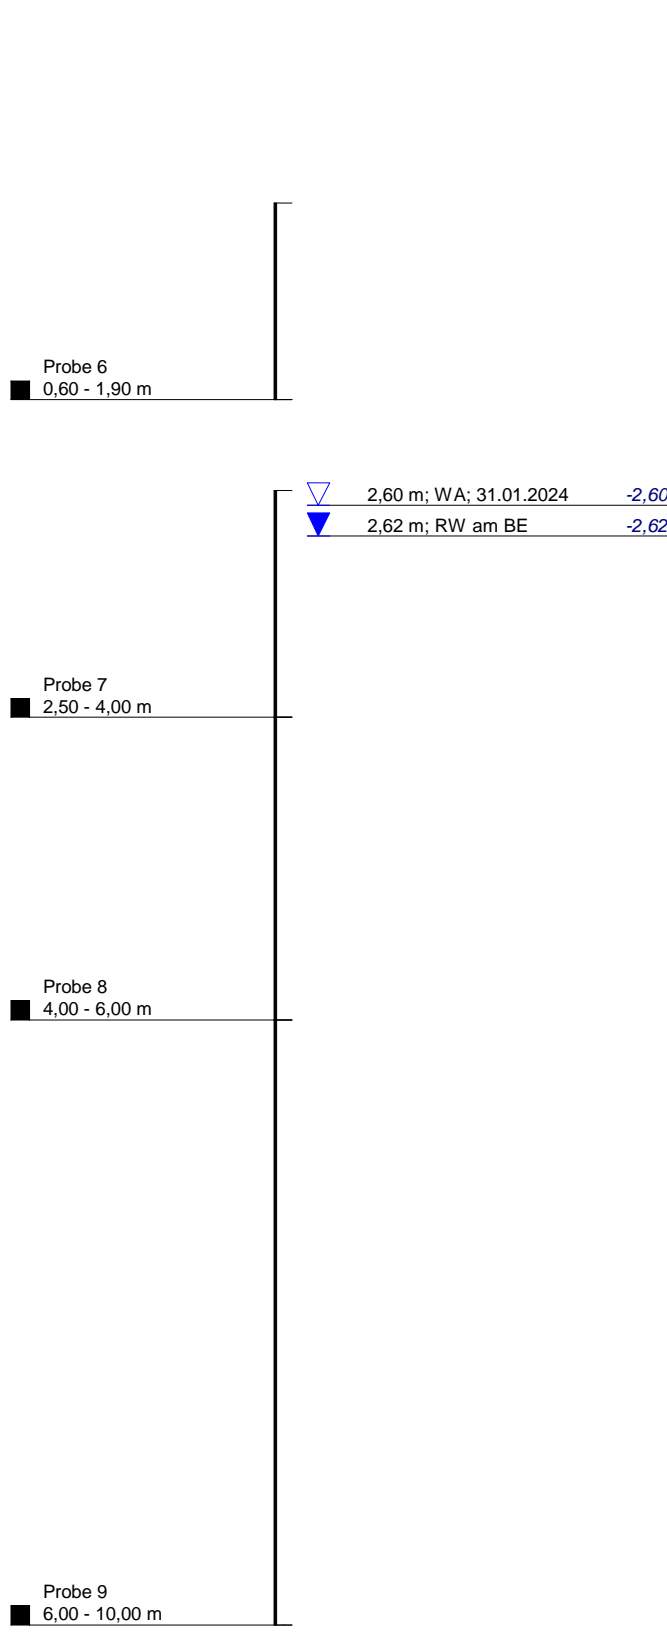 Probe 6
0,60 - 1,90 m
2,60 m; WA; 31.01.2024 -2,60
2,62 m; RW am BE -2,62
Probe 7
2,50 - 4,00 m
Probe 8
4,00 - 6,00 m
Probe 9
6,00 - 10,00 m